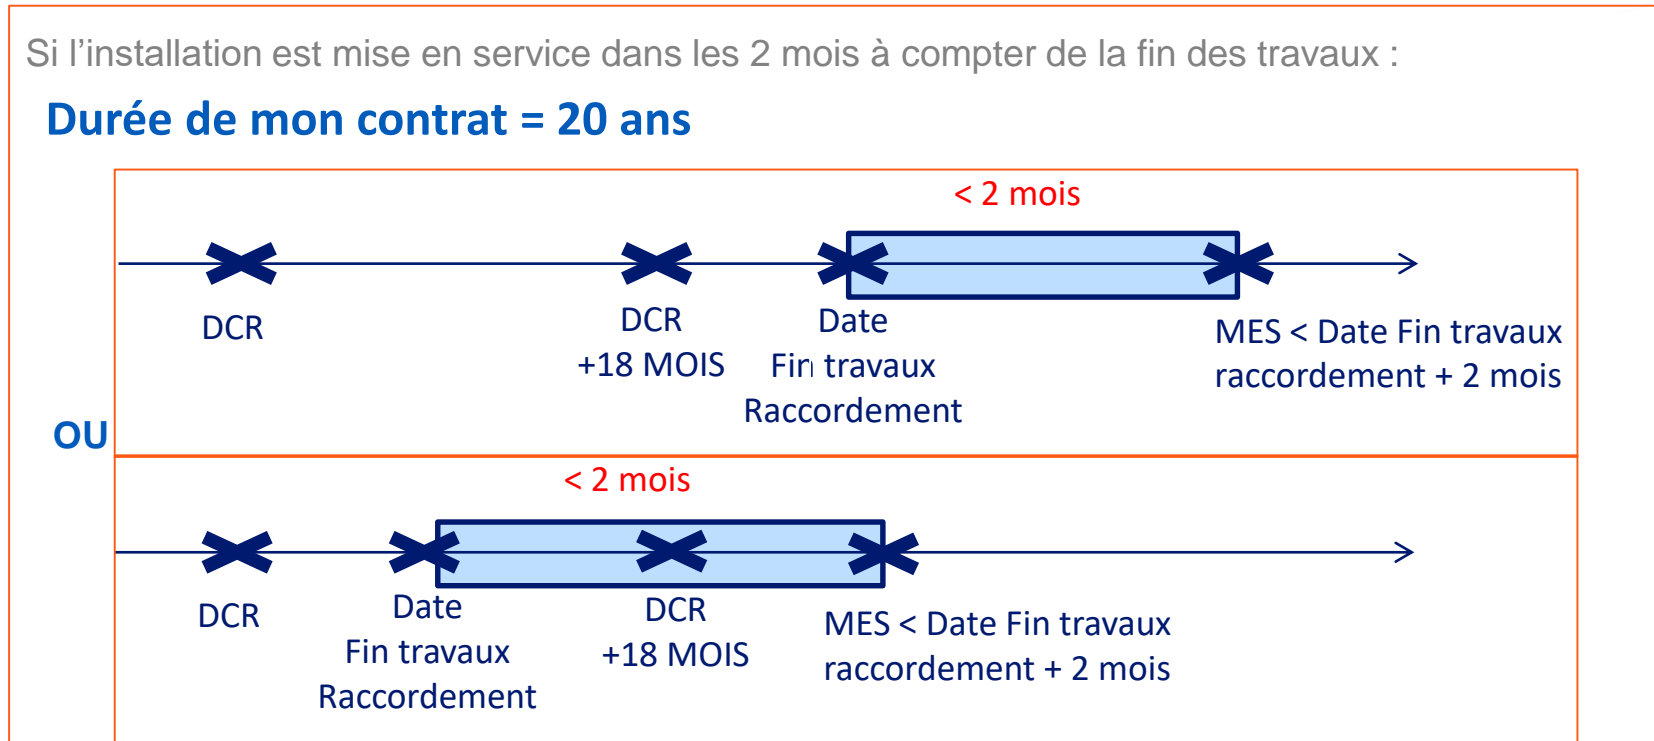 Si l’installation est mise en service dans les 2 mois à compter de la fin des travaux :
Durée de mon contrat = 20 ans
< 2 mois
DCR
DCR
+18 MOIS
Date
Fin travaux
Raccordement
MES < Date Fin travaux
raccordement + 2 mois
OU
< 2 mois
DCR
Date
Fin travaux
Raccordement
DCR
+18 MOIS
MES < Date Fin travaux
raccordement + 2 mois